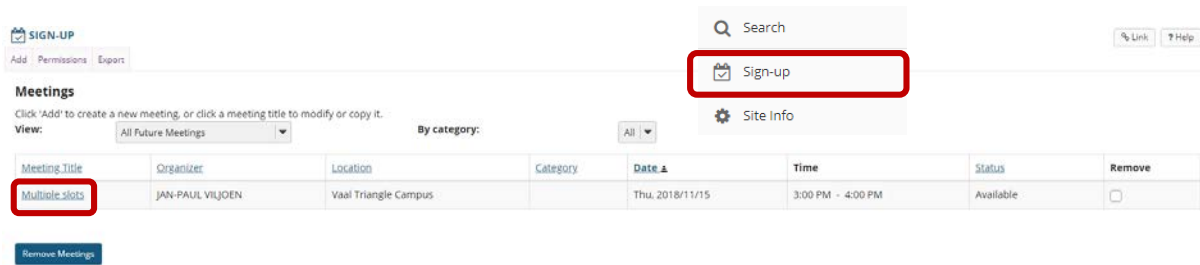 SIGN-UP
Link ? Help
Add Permissions Export
Search
Sign-up
Site Info
Meetings
Click 'Add' to create a new meeting, or click a meeting title to modify or copy it.
View: All Future Meetings By category: All
Meeting Title Organizer Location Category Date Time Status Remove
Multiple slots JAN-PAUL VILJOEN Vaal Triangle Campus Thu, 2018/11/15 3:00 PM - 4:00 PM Available
Remove Meetings